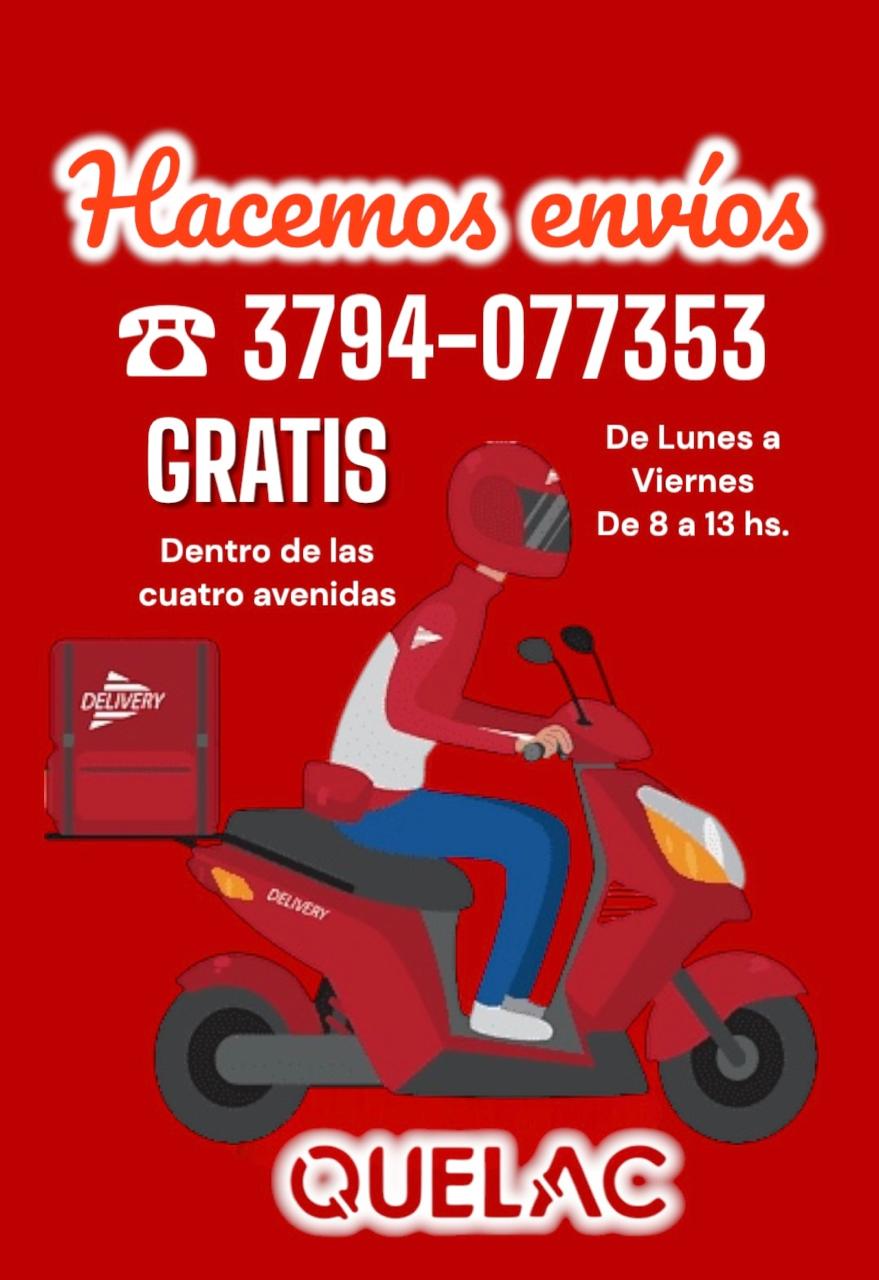 Hacemos envíos
☎ 3794-077353
GRATIS
Dentro de las
cuatro avenidas
De Lunes a
Viernes
De 8 a 13 hs.
DELIVERY
DELIVERY
QUELAC